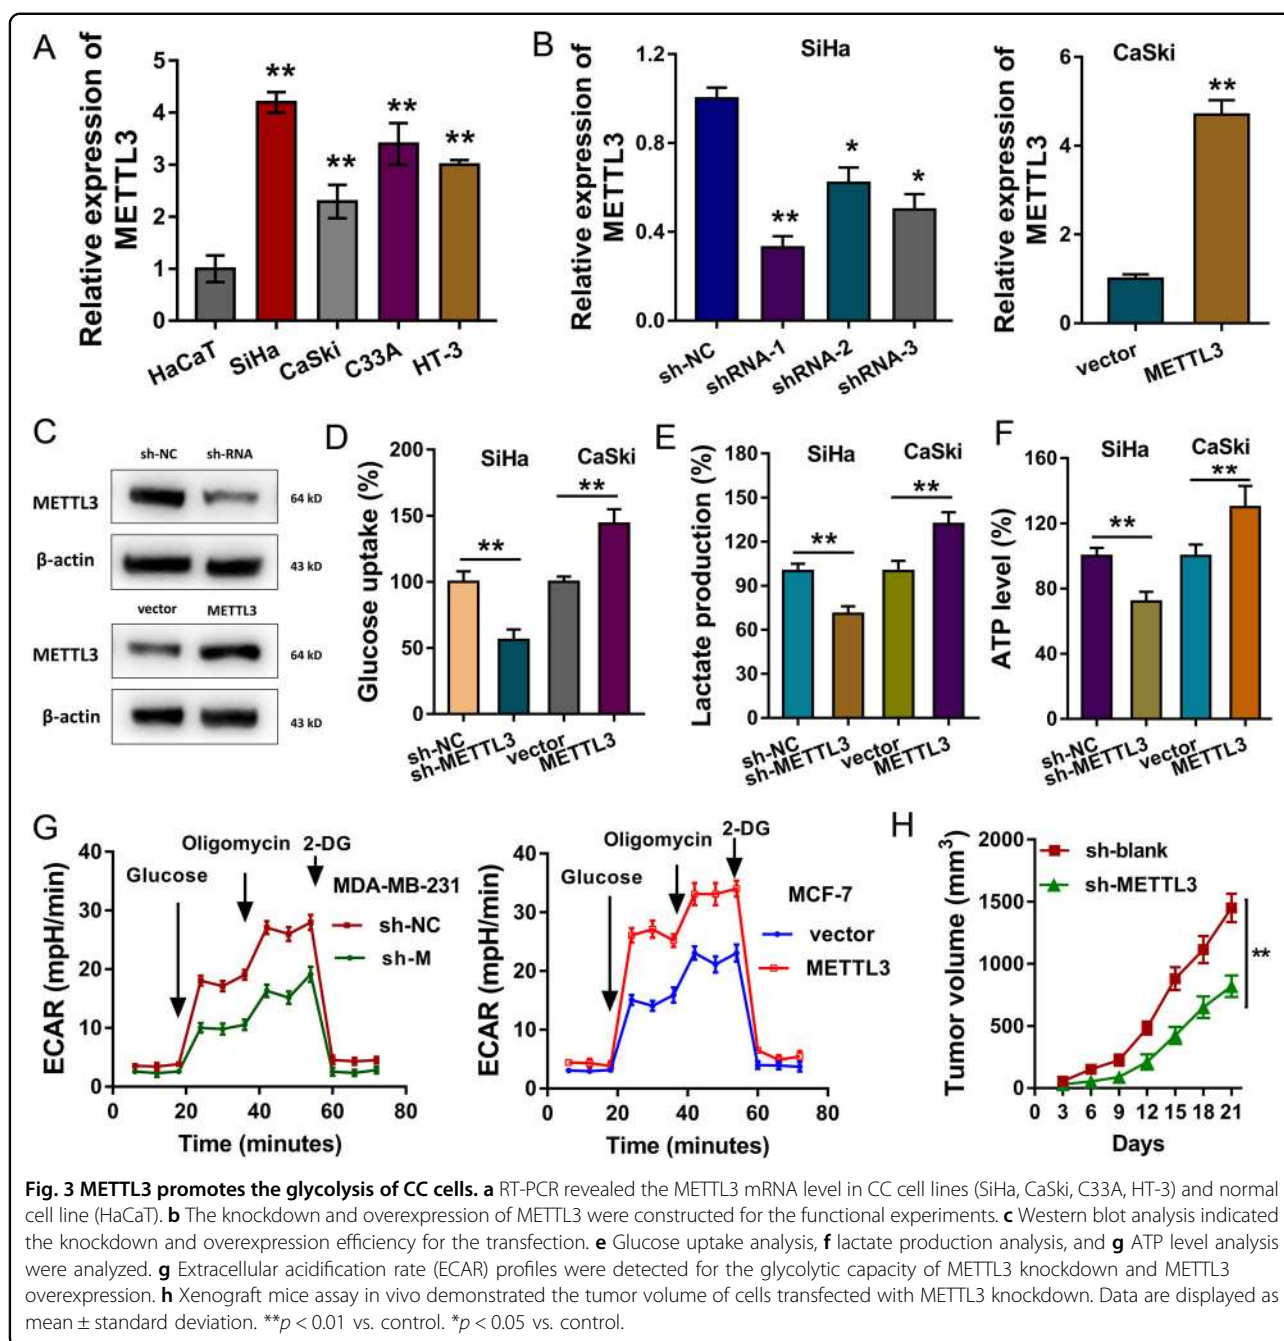 A
Relative expression of
METTL3
5
4
3
2
1
0
**
**
**
**
HaCaT
SiHa
CaSki
C33A
HT-3
B
SiHa
Relative expression of
METTL3
1.2
0.8
0.4
0.0
**
*
*
sh-NC
shRNA-1
shRNA-2
shRNA-3
CaSki
Relative expression of
METTL3
6
4
2
0
**
vector
METTL3
C
sh-NC sh-RNA
METTL3 64 kD
β-actin 43 kD
vector METTL3
METTL3 64 kD
β-actin 43 kD
D
Glucose uptake (%)
200
150
100
50
0
SiHa CaSki
**
**
sh-NC
sh-METTL3
vector
METTL3
E
Lactate production (%)
180
150
120
90
60
30
0
SiHa CaSki
**
**
sh-NC
sh-METTL3
vector
METTL3
F
ATP level (%)
160
120
80
40
0
SiHa CaSki
**
**
sh-NC
sh-METTL3
vector
METTL3
G
ECAR (mpH/min)
40
30
20
10
0
Glucose
Oligomycin
2-DG
MDA-MB-231
sh-NC
sh-M
0 20 40 60 80
Time (minutes)
ECAR (mpH/min)
40
30
20
10
0
Glucose
Oligomycin
2-DG
MCF-7
vector
METTL3
0 20 40 60 80
Time (minutes)
H
Tumor volume (mm³)
2000
1500
1000
500
0
sh-blank
sh-METTL3
**
0 3 6 9 12 15 18 21
Days
Fig. 3 METTL3 promotes the glycolysis of CC cells. a RT-PCR revealed the METTL3 mRNA level in CC cell lines (SiHa, CaSki, C33A, HT-3) and normal
cell line (HaCaT). b The knockdown and overexpression of METTL3 were constructed for the functional experiments. c Western blot analysis indicated
the knockdown and overexpression efficiency for the transfection. e Glucose uptake analysis, f lactate production analysis, and g ATP level analysis
were analyzed. g Extracellular acidification rate (ECAR) profiles were detected for the glycolytic capacity of METTL3 knockdown and METTL3
overexpression. h Xenograft mice assay in vivo demonstrated the tumor volume of cells transfected with METTL3 knockdown. Data are displayed as
mean ± standard deviation. **p < 0.01 vs. control. *p < 0.05 vs. control.